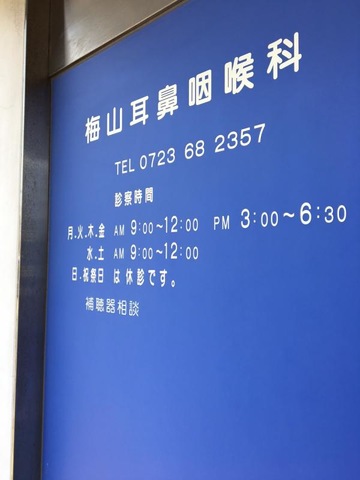 梅山耳鼻咽喉科
TEL 0723 68 2357
診察時間
月.火.木.金 AM 9:00~12:00 PM 3:00~6:30
水.土 AM 9:00~12:00
日.祝祭日 は休診です。
補聴器相談